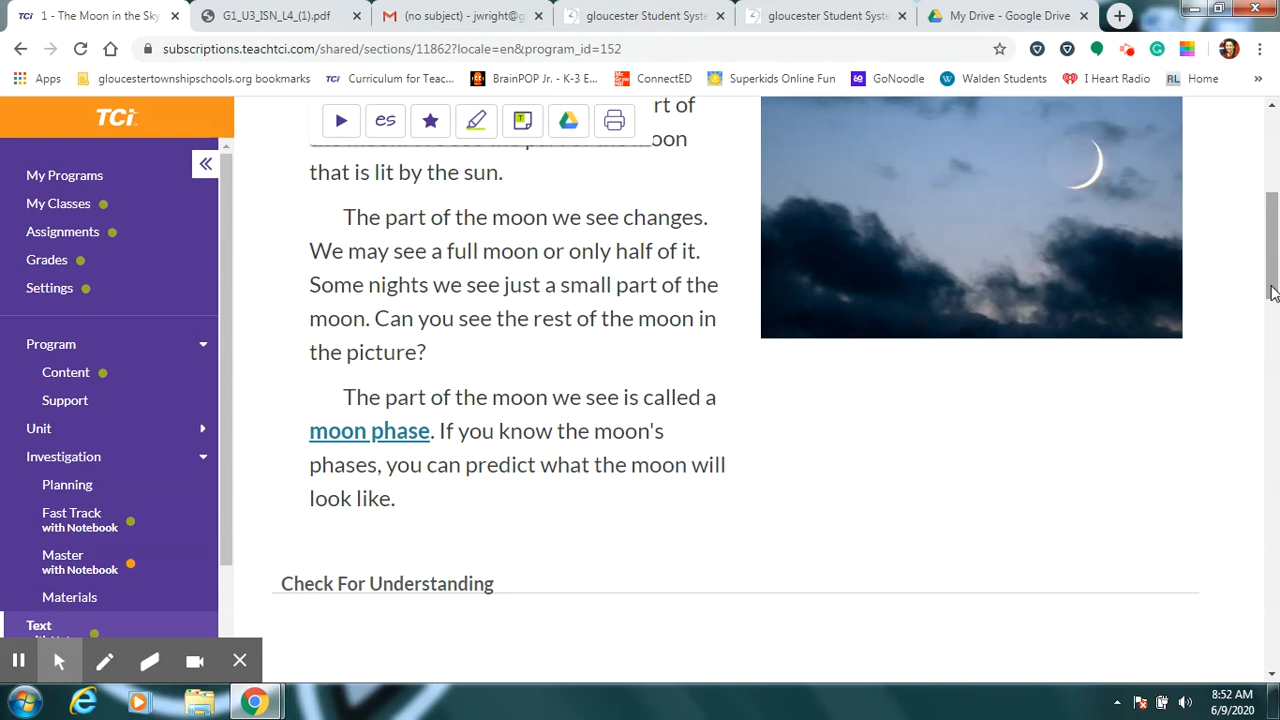 1 - The Moon in the Sky
G1_U3_ISN_L4_(1).pdf
(no subject) - jwright@g
gloucester Student Syste
gloucester Student Syste
My Drive - Google Drive
subscriptions.teachtci.com/shared/sections/11862?locale=en&program_id=152
Apps
gloucestertownshipschools.org bookmarks
TCi Curriculum for Teac...
BrainPOP Jr. - K-3 E...
ConnectED
Superkids Online Fun
GoNoodle
Walden Students
I Heart Radio
RL Home
TCi
My Programs
My Classes
Assignments
Grades
Settings
Program
Content
Support
Unit
Investigation
Planning
Fast Track
with Notebook
Master
with Notebook
Materials
Text
es
rt of
oon
that is lit by the sun.
The part of the moon we see changes.
We may see a full moon or only half of it.
Some nights we see just a small part of the
moon. Can you see the rest of the moon in
the picture?
The part of the moon we see is called a
moon phase. If you know the moon's
phases, you can predict what the moon will
look like.
Check For Understanding
8:52 AM
6/9/2020